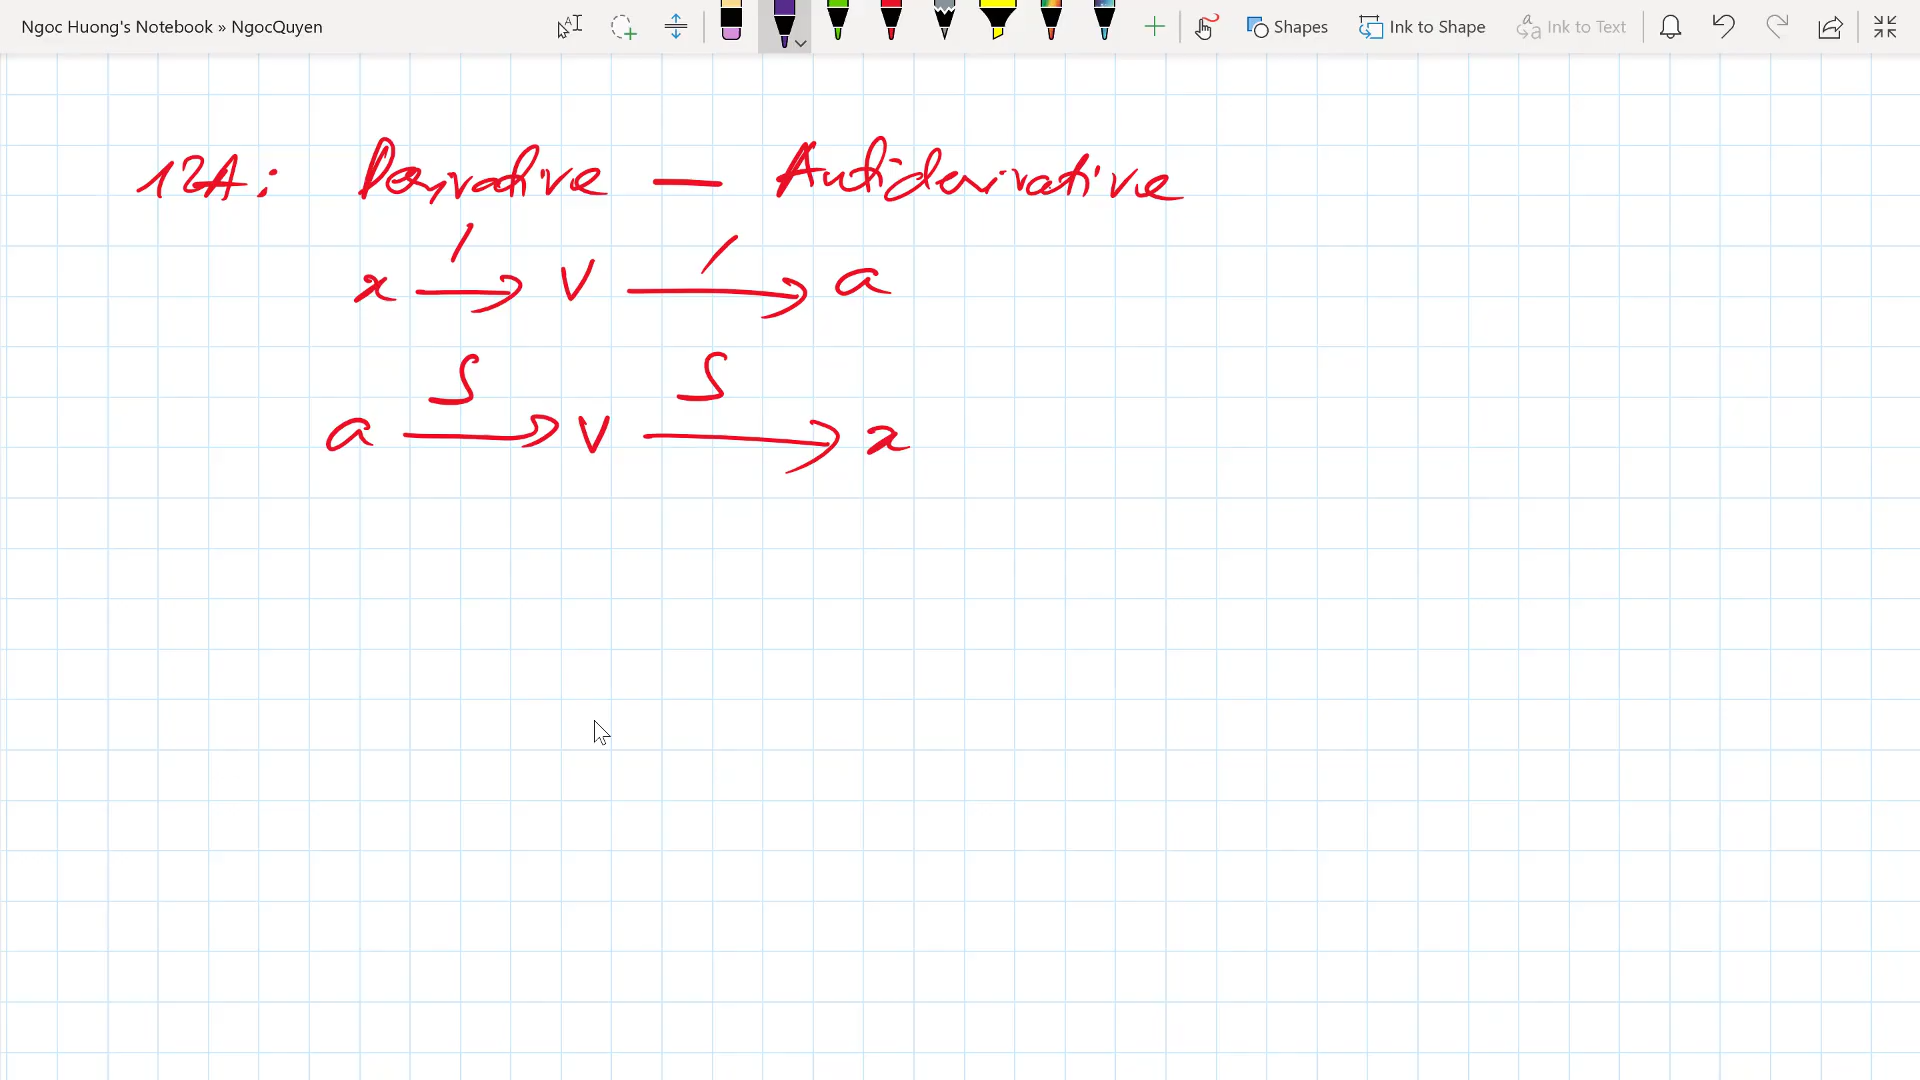 Ngoc Huong's Notebook » NgocQuyen Shapes Ink to Shape Ink to Text
12A: Derivative — Antiderivative
x ⟶ v ⟶ a
a ⟶ v ⟶ x